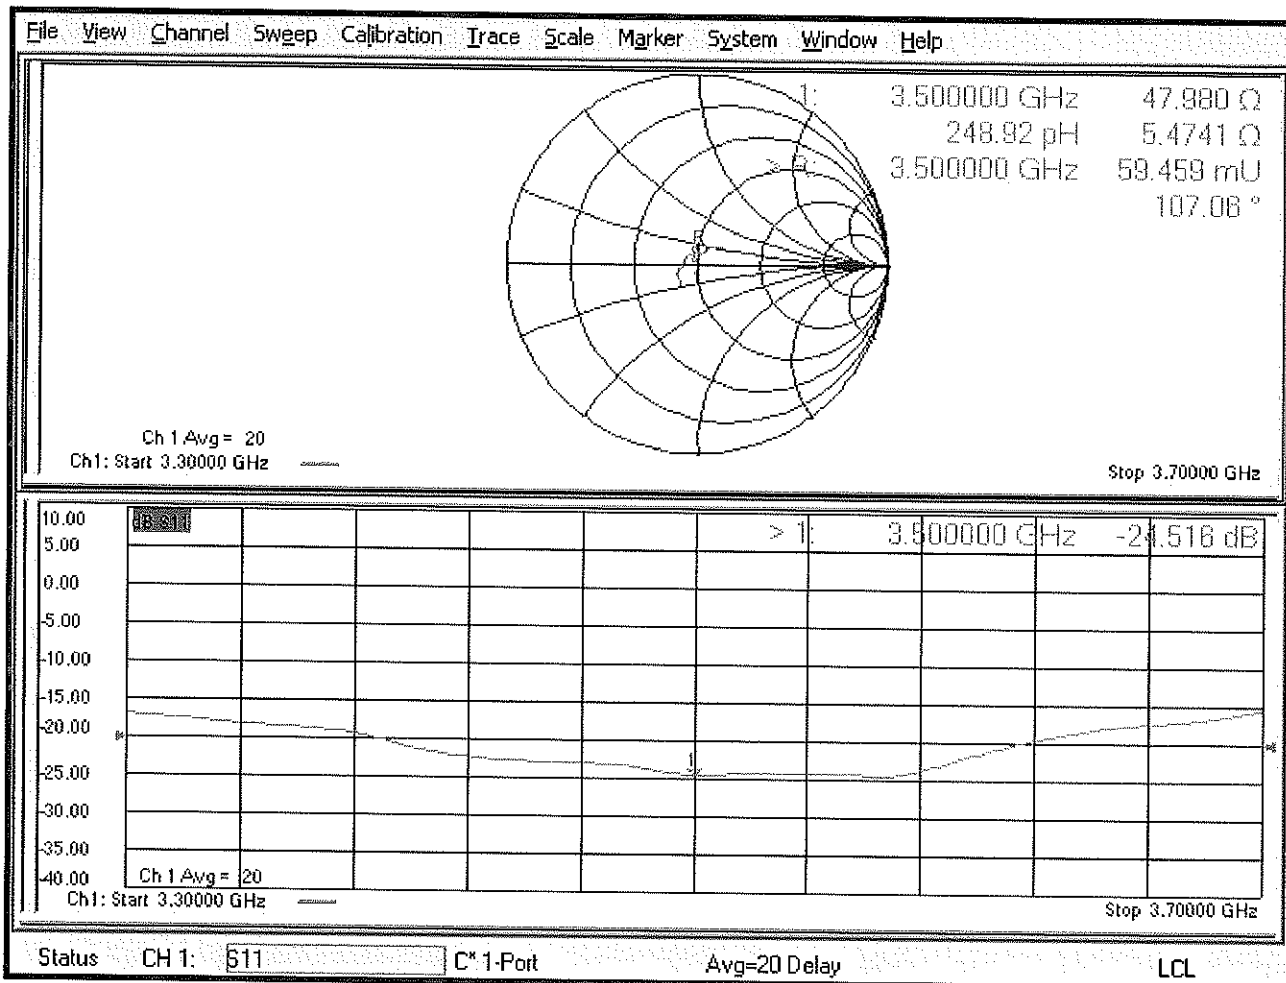 File View Channel Sweep Calibration Trace Scale Marker System Window Help
1: 3.500000 GHz 47.980 Ω
248.92 pH 5.4741 Ω
3.500000 GHz 59.459 mU
107.06 °
Ch 1 Avg = 20
Ch1: Start 3.30000 GHz
Stop 3.70000 GHz
10.00
dB S11
> 1: 3.500000 GHz -24.516 dB
5.00
0.00
-5.00
-10.00
-15.00
-20.00
-25.00
1
-30.00
-35.00
-40.00
Ch 1 Avg = 20
Ch1: Start 3.30000 GHz
Stop 3.70000 GHz
Status CH 1: S11 C* 1-Port Avg=20 Delay LCL